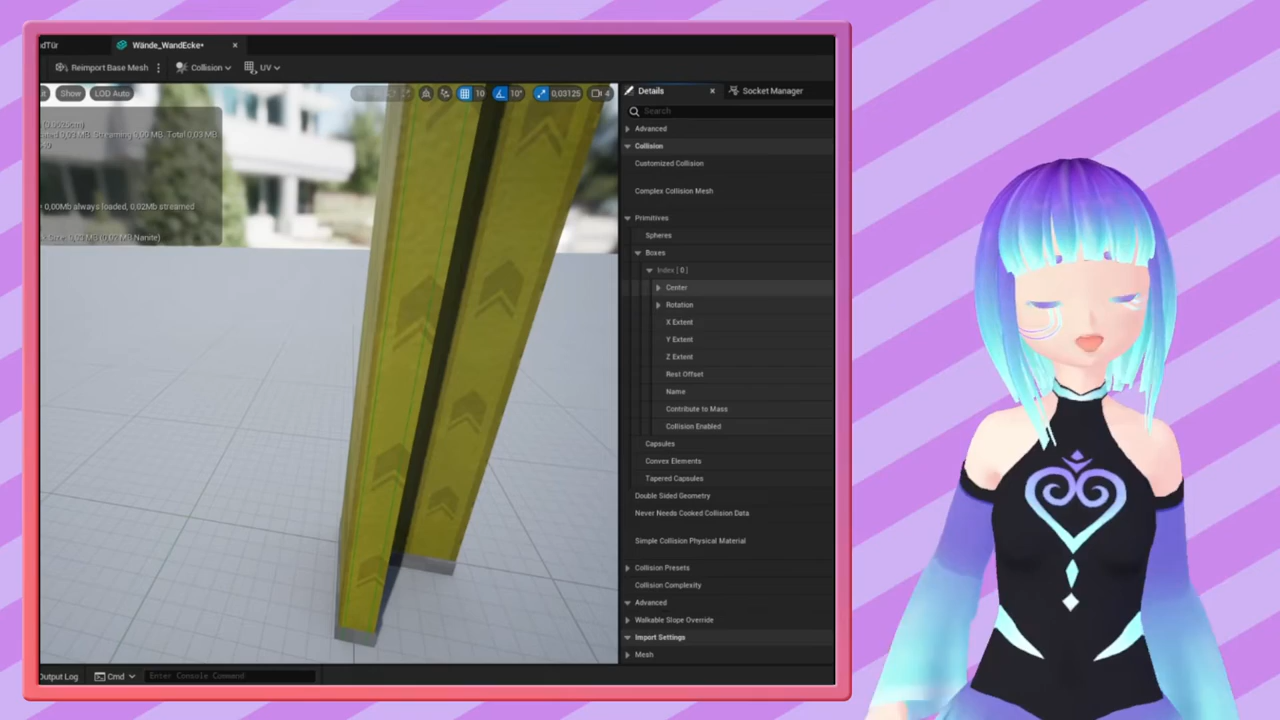 dTür
Wände_WandEcke*
Reimport Base Mesh
Collision
UV
Show
LOD Auto
10
10°
0,03125
4
0,00Mb always loaded, 0,02Mb streamed
Details
Socket Manager
Search
Advanced
Collision
Customized Collision
Complex Collision Mesh
Primitives
Spheres
Boxes
Index [ 0 ]
Center
Rotation
X Extent
Y Extent
Z Extent
Rest Offset
Name
Contribute to Mass
Collision Enabled
Capsules
Convex Elements
Tapered Capsules
Double Sided Geometry
Never Needs Cooked Collision Data
Simple Collision Physical Material
Collision Presets
Collision Complexity
Advanced
Walkable Slope Override
Import Settings
Mesh
Output Log
Cmd
Enter Console Command